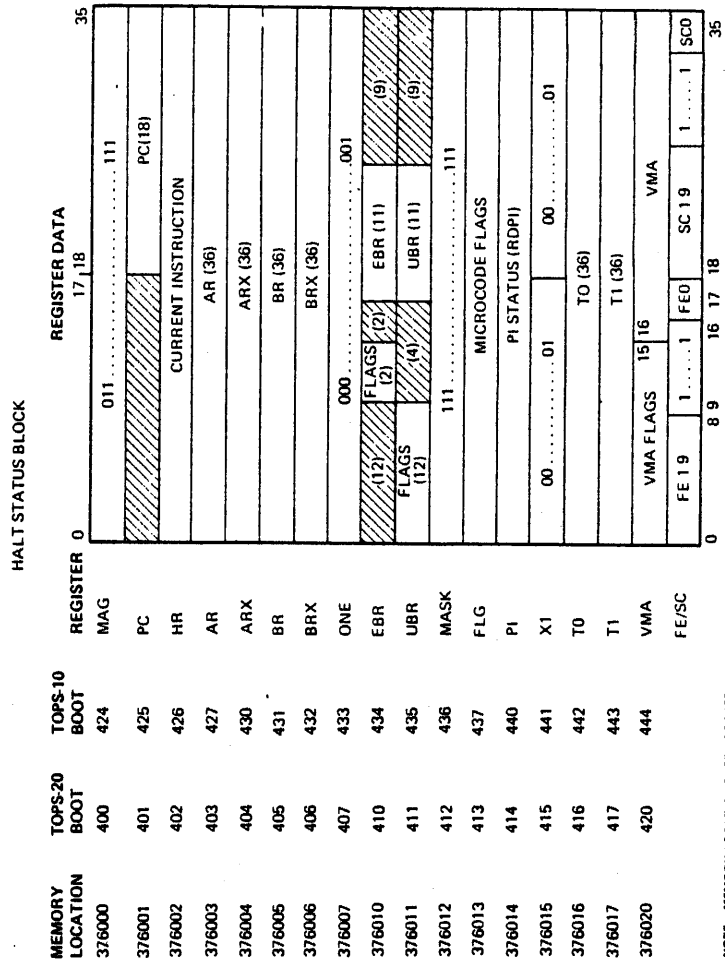 HALT STATUS BLOCK
MEMORY LOCATION TOPS-20 BOOT TOPS-10 BOOT REGISTER REGISTER DATA
0 17 18 35
376000 400 424 MAG 011 . . . . . . . . . . . . . . . . . . . . . . . . . . . . . 111
376001 401 425 PC PC(18)
376002 402 426 HR CURRENT INSTRUCTION
376003 403 427 AR AR (36)
376004 404 430 ARX ARX (36)
376005 405 431 BR BR (36)
376006 406 432 BRX BRX (36)
376007 407 433 ONE 000 . . . . . . . . . . . . . . . . . . . . . . . . . . . . . 001
376010 410 434 EBR (12) FLAGS (2) (2) EBR (11) (9)
376011 411 435 UBR FLAGS (12) (4) UBR (11) (9)
376012 412 436 MASK 111 . . . . . . . . . . . . . . . . . . . . . . . . . . . . . 111
376013 413 437 FLG MICROCODE FLAGS
376014 414 440 PI PI STATUS (RDPI)
376015 415 441 X1 00 . . . . . . . . . . 01 00 . . . . . . . . . . 01
376016 416 442 T0 TO (36)
376017 417 443 T1 T1 (36)
376020 420 444 VMA VMA FLAGS 15 16 VMA
FE/SC FE 1 9 1 . . . . . 1 FE0 SC 1 9 1 . . . . . 1 SC0
0 8 9 16 17 18 35